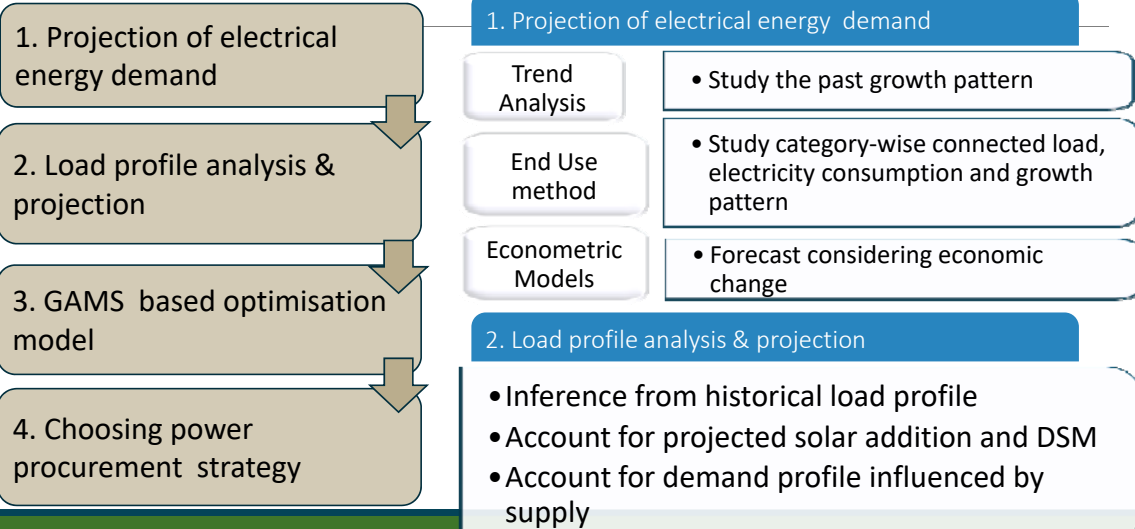 1. Projection of electrical
energy demand
2. Load profile analysis &
projection
3. GAMS based optimisation
model
4. Choosing power
procurement strategy
1. Projection of electrical energy demand
Trend
Analysis
• Study the past growth pattern
End Use
method
• Study category-wise connected load,
electricity consumption and growth
pattern
Econometric
Models
• Forecast considering economic
change
2. Load profile analysis & projection
• Inference from historical load profile
• Account for projected solar addition and DSM
• Account for demand profile influenced by
supply